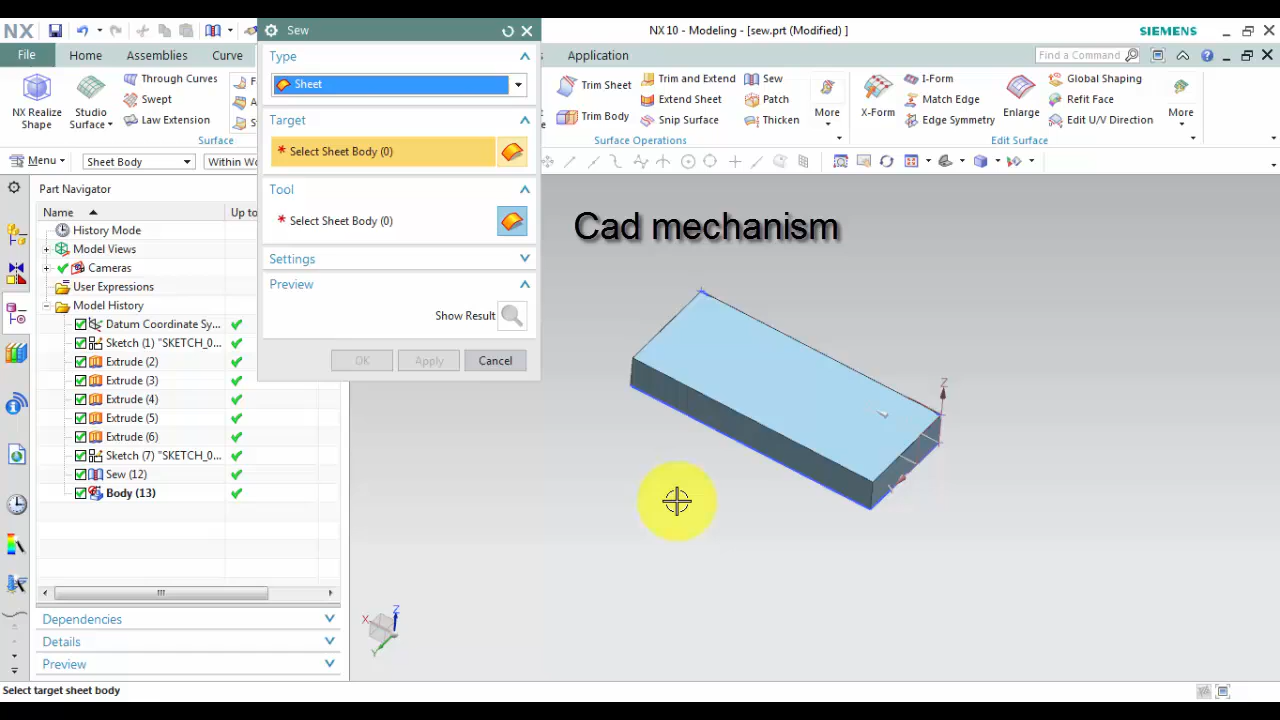 NX
Sew
NX 10 - Modeling - [sew.prt (Modified) ]
SIEMENS
File
Home
Assemblies
Curve
Application
Find a Command
Type
Sheet
Target
* Select Sheet Body (0)
Tool
* Select Sheet Body (0)
Settings
Preview
Show Result
OK
Apply
Cancel
NX Realize
Shape
Studio
Surface
Through Curves
Swept
Law Extension
Surface
Trim Sheet
Trim Body
Trim and Extend
Extend Sheet
Snip Surface
Sew
Patch
Thicken
More
Surface Operations
X-Form
I-Form
Match Edge
Edge Symmetry
Enlarge
Global Shaping
Refit Face
Edit U/V Direction
More
Edit Surface
Menu
Sheet Body
Within Wo
Part Navigator
Name
Up to
History Mode
Model Views
Cameras
User Expressions
Model History
Datum Coordinate Sy...
Sketch (1) "SKETCH_0...
Extrude (2)
Extrude (3)
Extrude (4)
Extrude (5)
Extrude (6)
Sketch (7) "SKETCH_0...
Sew (12)
Body (13)
Dependencies
Details
Preview
Cad mechanism
Z
X
Z
Y
Select target sheet body